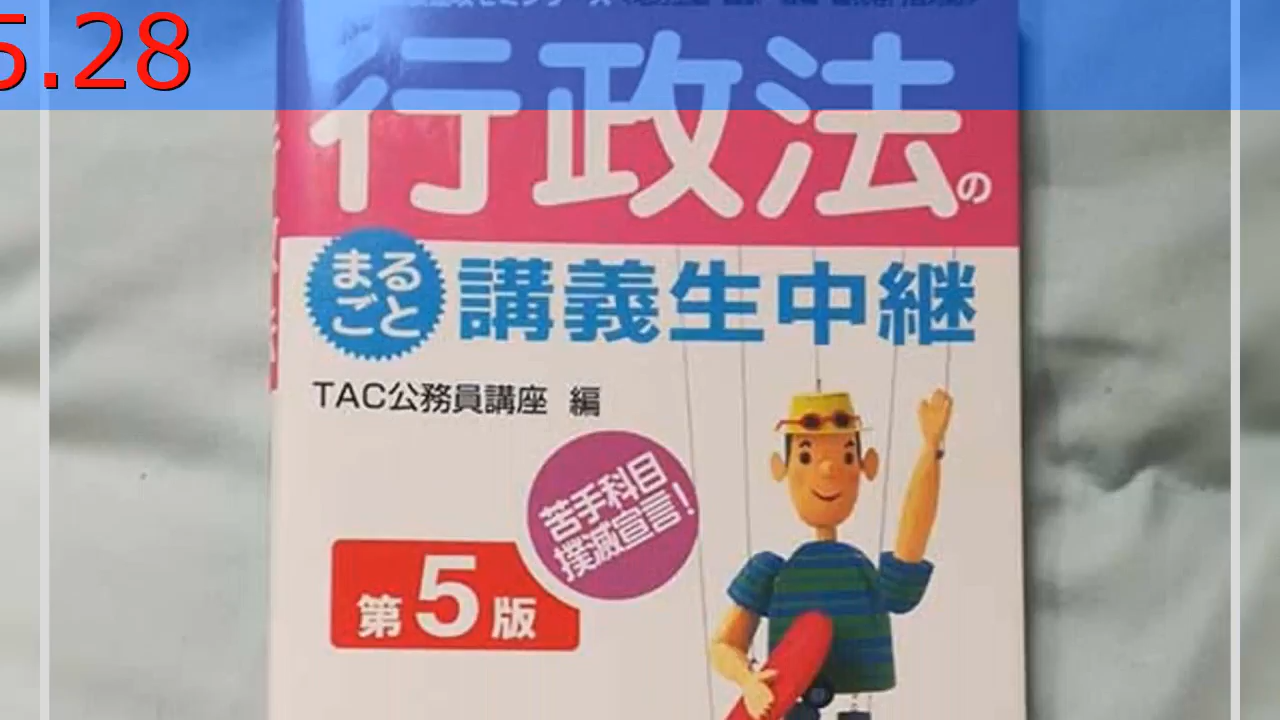 5.28
行政法の
まるごと
講義生中継
TAC公務員講座 編
苦手科目
撲滅宣言!
第5版